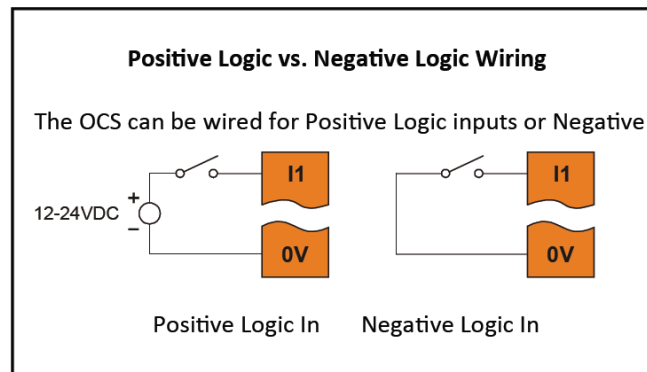 Positive Logic vs. Negative Logic Wiring
The OCS can be wired for Positive Logic inputs or Negative
I1
I1
+
12-24VDC
–
0V
0V
Positive Logic In
Negative Logic In